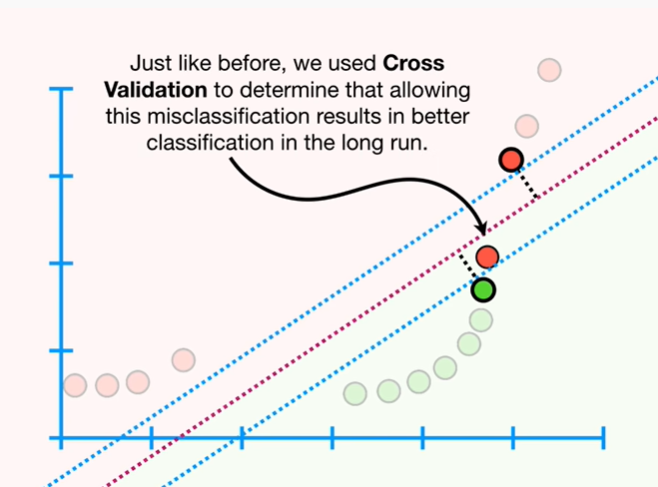 Just like before, we used Cross
Validation to determine that allowing
this misclassification results in better
classification in the long run.